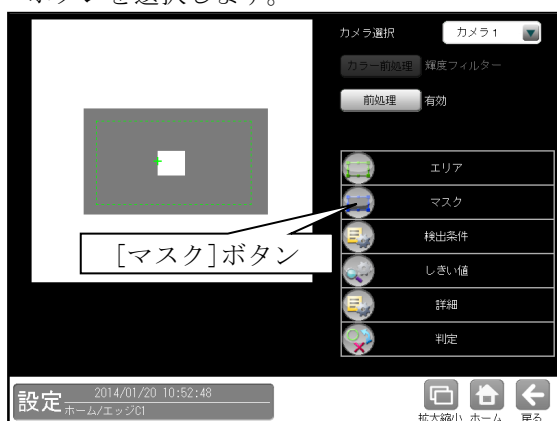 ボタンを選択します。
カメラ選択 カメラ1
カラー前処理 輝度フィルター
前処理 有効
エリア
マスク
検出条件
[マスク]ボタン
しきい値
詳細
判定
設定 2014/01/20 10:52:48
ホーム/エッジC1
拡大縮小 ホーム 戻る